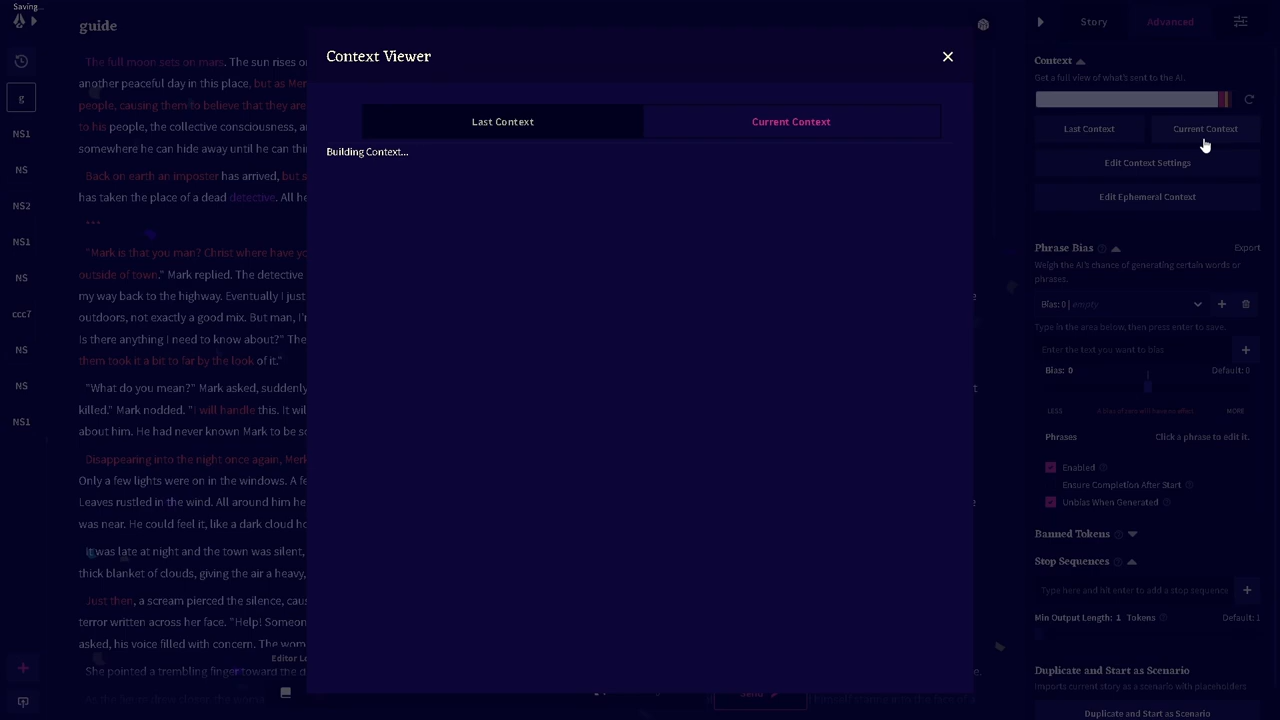 Saving...
guide
Context Viewer
Last Context
Current Context
Building Context...
The full moon sets on mars. The sun rises o
another peaceful day in this place, but as Mer
people, causing them to believe that they are
to his people, the collective consciousness, a
somewhere he can hide away until he can thi
Back on earth an imposter has arrived, but s
has taken the place of a dead detective. All he
***
"Mark is that you man? Christ where have yo
outside of town." Mark replied. The detective
my way back to the highway. Eventually I just
outdoors, not exactly a good mix. But man, I'
Is there anything I need to know about?" The
them took it a bit to far by the look of it."
"What do you mean?" Mark asked, suddenly
killed." Mark nodded. "I will handle this. It wil
about him. He had never known Mark to be so
Disappearing into the night once again, Merk
Only a few lights were on in the windows. A fe
Leaves rustled in the wind. All around him he
was near. He could feel it, like a dark cloud ho
It was late at night and the town was silent,
thick blanket of clouds, giving the air a heavy,
Just then, a scream pierced the silence, cau
terror written across her face. "Help! Someon
asked, his voice filled with concern. The wom
Editor Lo
She pointed a trembling finger toward the d
Send
g
NS1
NS
NS2
NS1
NS
ccc7
NS
NS
NS1
Story
Advanced
Context
Get a full view of what's sent to the AI.
Last Context
Current Context
Edit Context Settings
Edit Ephemeral Context
Phrase Bias
Export
Weigh the AI's chance of generating certain words or
phrases.
Bias: 0 | empty
Type in the area below, then press enter to save.
Enter the text you want to bias
Bias: 0
Default: 0
LESS
A bias of zero will have no effect.
MORE
Phrases
Click a phrase to edit it.
Enabled
Ensure Completion After Start
Unbias When Generated
Banned Tokens
Stop Sequences
Type here and hit enter to add a stop sequence
Min Output Length: 1 Tokens
Default: 1
Duplicate and Start as Scenario
Imports current story as a scenario with placeholders
Duplicate and Start as Scenario